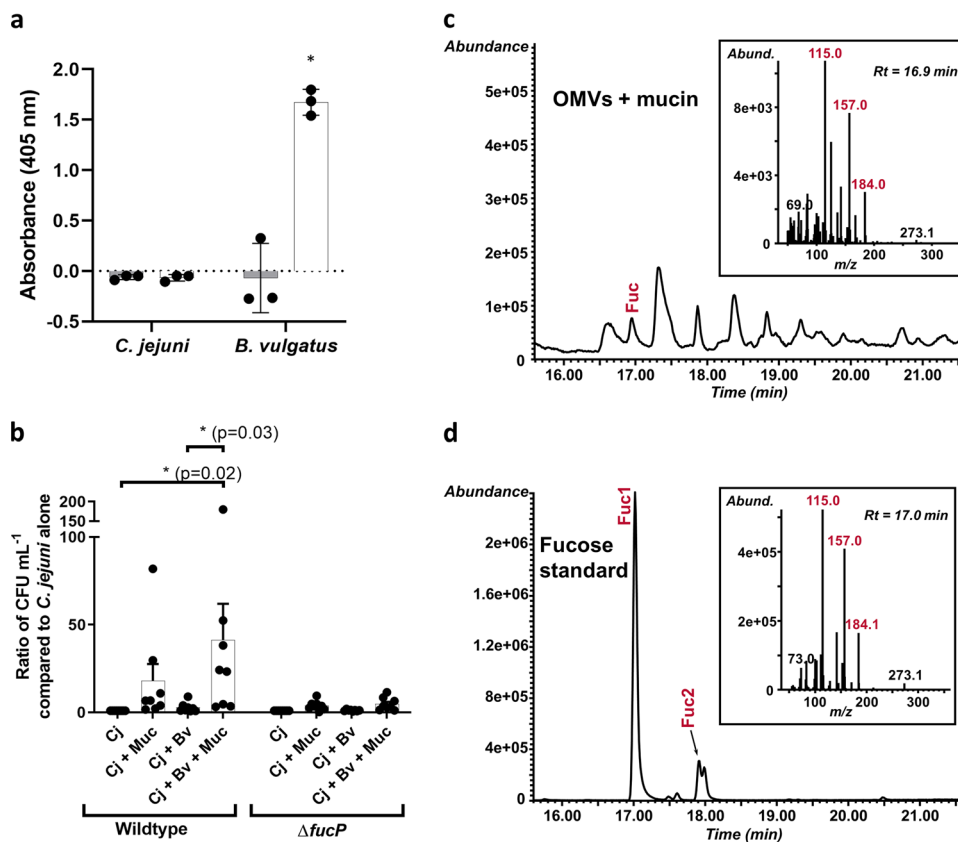 a
*
2.0
1.5
1.0
0.5
0.0
-0.5
Absorbance (405 nm)
C. jejuni
B. vulgatus
b
* (p=0.03)
* (p=0.02)
200
150
100
50
0
Ratio of CFU mL-1
compared to C. jejuni alone
Cj
Cj + Muc
Cj + Bv
Cj + Bv + Muc
Cj
Cj + Muc
Cj + Bv
Cj + Bv + Muc
Wildtype
ΔfucP
c
Abundance
5e+05
4e+05
3e+05
2e+05
1e+05
0
OMVs + mucin
Fuc
16.00 17.00 18.00 19.00 20.00 21.00
Time (min)
Abund.
115.0
Rt = 16.9 min
157.0
8e+03
184.0
4e+03
69.0
273.1
0
100 200 300
m/z
d
Abundance
Fuc1
2e+06
1.6e+06
1.2e+06
8e+05
4e+05
0
Fucose
standard
Fuc2
16.00 17.00 18.00 19.00 20.00 21.00
Time (min)
Abund.
115.0
Rt = 17.0 min
157.0
4e+05
184.1
2e+05
73.0
273.1
0
100 200 300
m/z